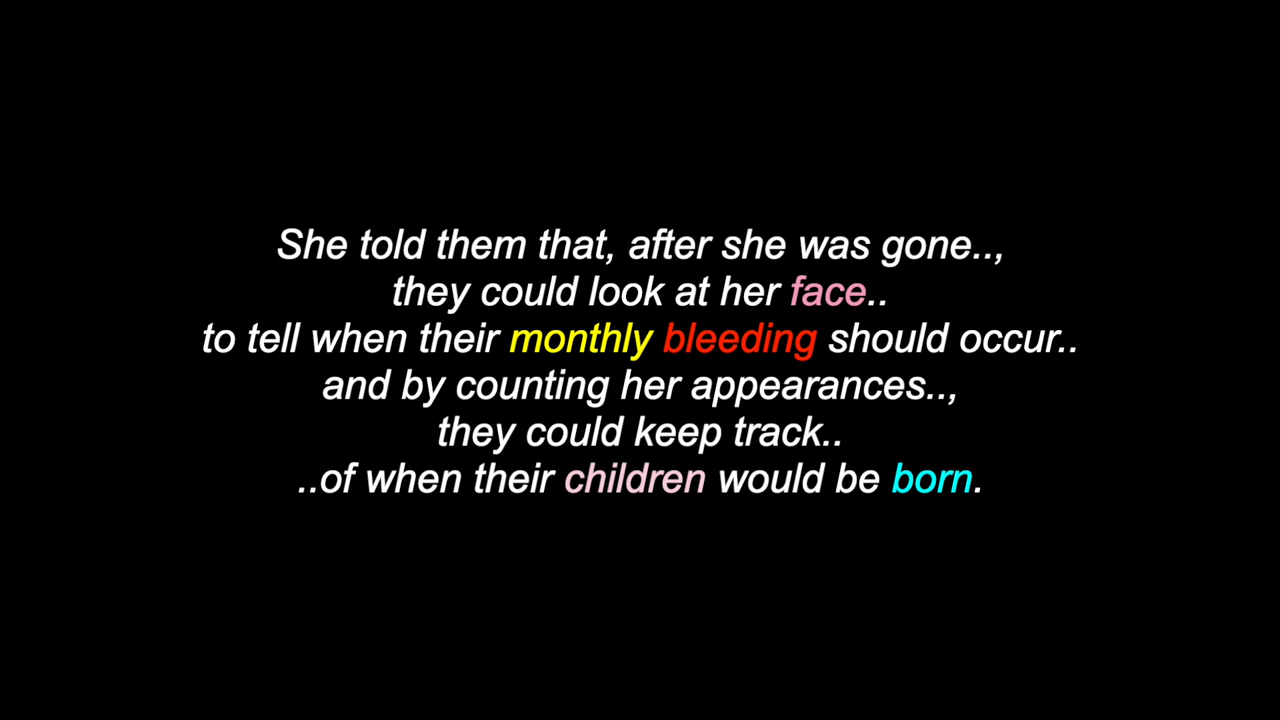 She told them that, after she was gone..,
they could look at her face..
to tell when their monthly bleeding should occur..
and by counting her appearances..,
they could keep track..
..of when their children would be born.